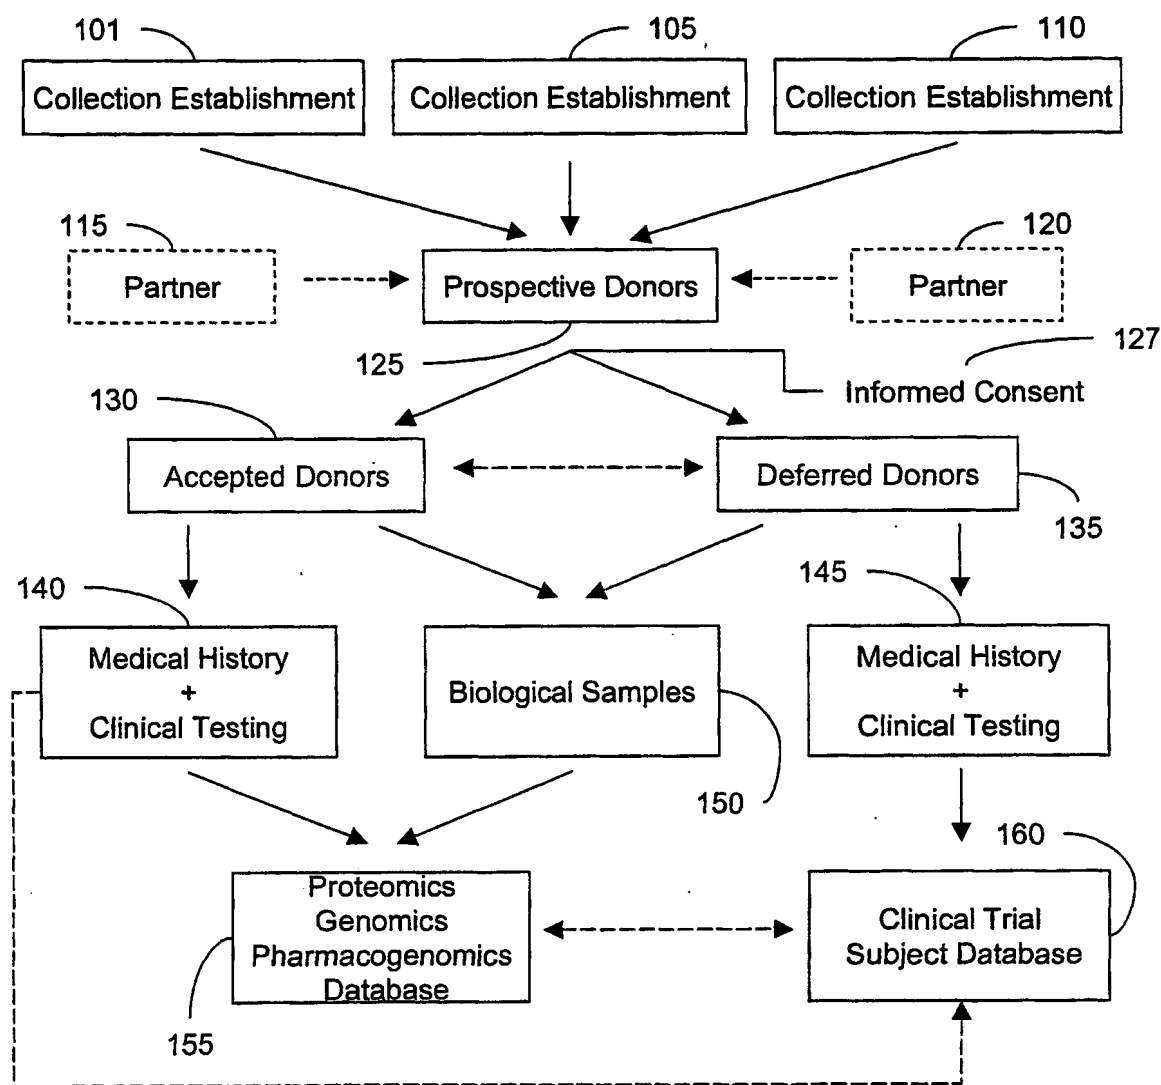 101
105
110
Collection Establishment
Collection Establishment
Collection Establishment
115
120
Partner
Prospective Donors
Partner
125
127
Informed Consent
130
Accepted Donors
Deferred Donors
135
140
145
Medical History
+
Clinical Testing
Biological Samples
Medical History
+
Clinical Testing
150
160
Proteomics
Genomics
Pharmacogenomics
Database
Clinical Trial
Subject Database
155